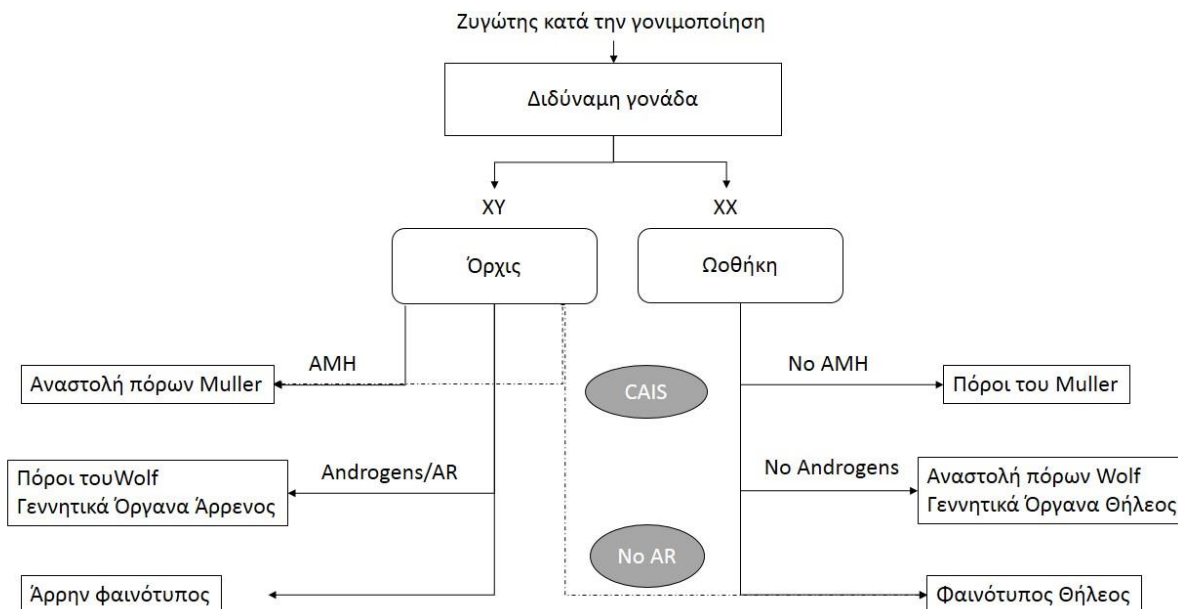 Ζυγώτης κατά την γονιμοποίηση
Διδύναμη γονάδα
ΧΥ
ΧΧ
Όρχις
Ωοθήκη
AMH
No AMH
Αναστολή πόρων Muller
CAIS
Πόροι του Muller
Androgens/AR
No Androgens
Πόροι τουWolf
Γεννητικά Όργανα Άρρενος
Αναστολή πόρων Wolf
Γεννητικά Όργανα Θήλεος
No AR
Άρρην φαινότυπος
Φαινότυπος Θήλεος